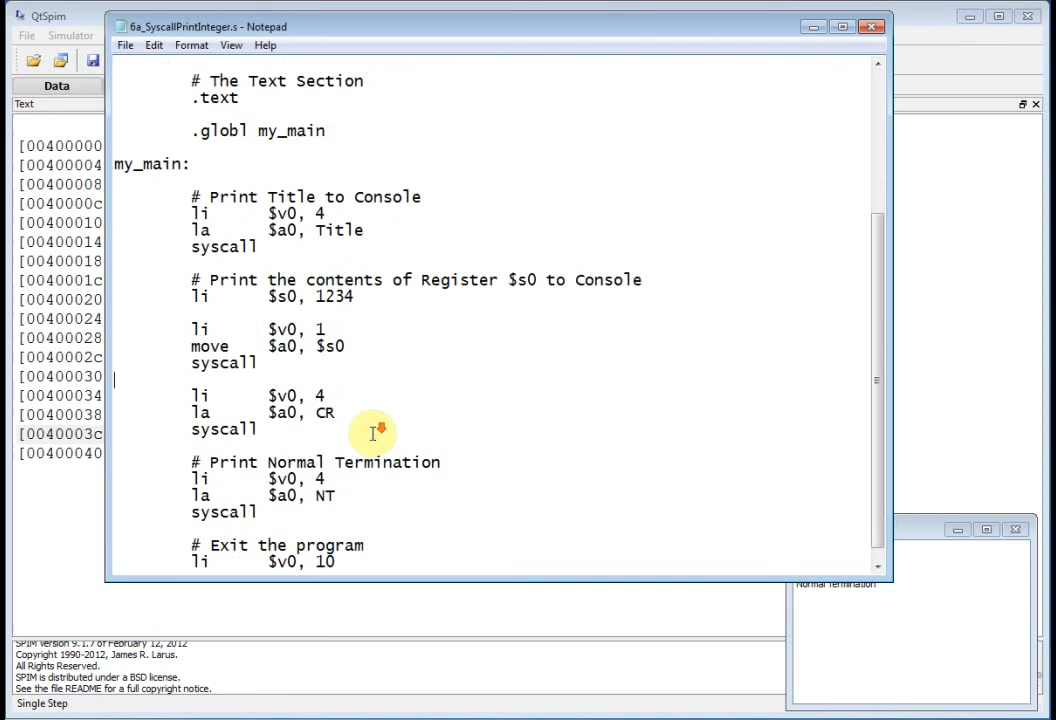 QtSpim
File Simulator
Data
Text
[00400000
[00400004
[00400008
[0040000c
[00400010
[00400014
[00400018
[0040001c
[00400020
[00400024
[00400028
[0040002c
[00400030
[00400034
[00400038
[0040003c
[00400040
6a_SyscallPrintInteger.s - Notepad
File Edit Format View Help
# The Text Section
.text
.globl my_main
my_main:
# Print Title to Console
li $v0, 4
la $a0, Title
syscall
# Print the contents of Register $s0 to Console
li $s0, 1234
li $v0, 1
move $a0, $s0
syscall
li $v0, 4
la $a0, CR
syscall
# Print Normal Termination
li $v0, 4
la $a0, NT
syscall
# Exit the program
li $v0, 10
Normal Termination
SPIM Version 9.1.7 of February 12, 2012
Copyright 1990-2012, James R. Larus.
All Rights Reserved.
SPIM is distributed under a BSD license.
See the file README for a full copyright notice.
Single Step